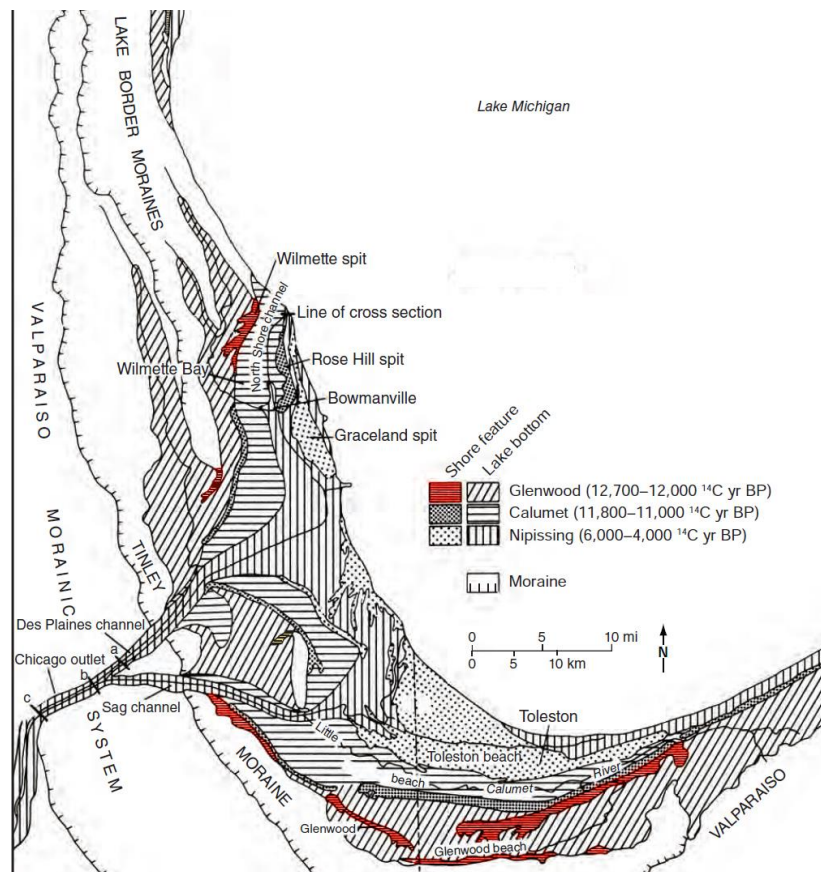 LAKE BORDER MORAINES
Lake Michigan
Wilmette spit
North Shore channel
Line of cross section
VALPARAISO
Rose Hill spit
Wilmette Bay
Bowmanville
Graceland spit
Shore feature
Lake bottom
Glenwood (12,700–12,000 ¹⁴C yr BP)
Calumet (11,800–11,000 ¹⁴C yr BP)
Nipissing (6,000–4,000 ¹⁴C yr BP)
Moraine
MORAINIC
TINLEY
Des Plaines channel
0 5 10 mi
0 5 10 km
N
a
Chicago outlet
b
c
Sag channel
SYSTEM
Toleston
Little
Toleston beach
MORAINE
beach
Calumet
River
Glenwood
Glenwood beach
VALPARAISO